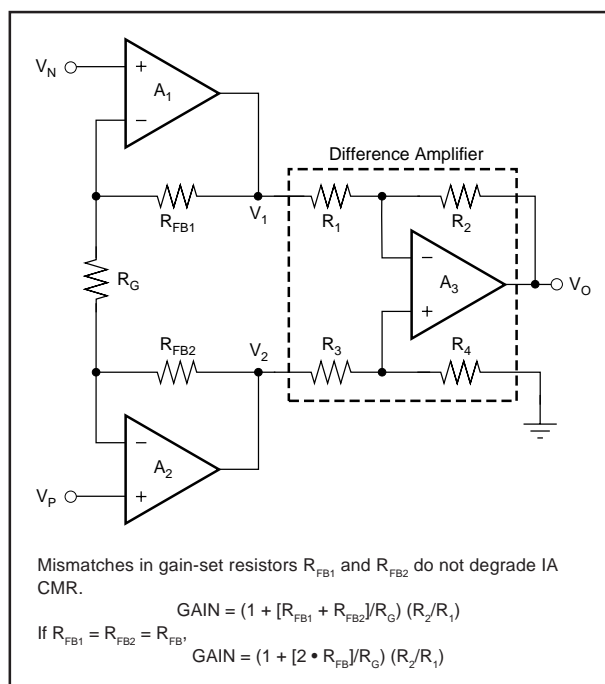 V_N
+
A_1
−
Difference Amplifier
R_FB1
V_1
R_1
R_2
R_G
−
A_3
+
V_O
R_FB2
V_2
R_3
R_4
−
A_2
V_P
+
Mismatches in gain-set resistors R_FB1 and R_FB2 do not degrade IA
CMR.
GAIN = (1 + [R_FB1 + R_FB2]/R_G) (R_2/R_1)
If R_FB1 = R_FB2 = R_FB,
GAIN = (1 + [2 • R_FB]/R_G) (R_2/R_1)